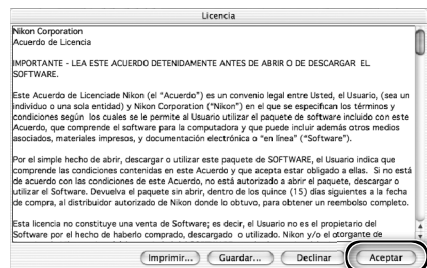 Licencia
Nikon Corporation
Acuerdo de Licencia
IMPORTANTE - LEA ESTE ACUERDO DETENIDAMENTE ANTES DE ABRIR O DE DESCARGAR EL
SOFTWARE.
Este Acuerdo de Licenciade Nikon (el "Acuerdo") es un convenio legal entre Usted, el Usuario, (sea un
individuo o una sola entidad) y Nikon Corporation ("Nikon") en el que se especifican los términos y
condiciones según los cuales se le permite al Usuario utilizar el paquete de software incluido con este
Acuerdo, que comprende el software para la computadora y que puede incluir además otros medios
asociados, materiales impresos, y documentación electrónica o "en línea" ("Software").
Por el simple hecho de abrir, descargar o utilizar este paquete de SOFTWARE, el Usuario indica que
comprende las condiciones contenidas en este Acuerdo y que acepta estar obligado a ellas. Si no está
de acuerdo con las condiciones de este Acuerdo, no está autorizado a abrir el paquete, descargar o
utilizar el Software. Devuelva el paquete sin abrir, dentro de los quince (15) días siguientes a la fecha
de compra, al distribuidor autorizado de Nikon donde lo obtuvo, para obtener un reembolso completo.
Esta licencia no constituye una venta de Software; es decir, el Usuario no es el propietario del
Software por el hecho de haberlo comprado, descargado o utilizado. Nikon y/o el otorgante de
Imprimir... Guardar... Declinar Aceptar